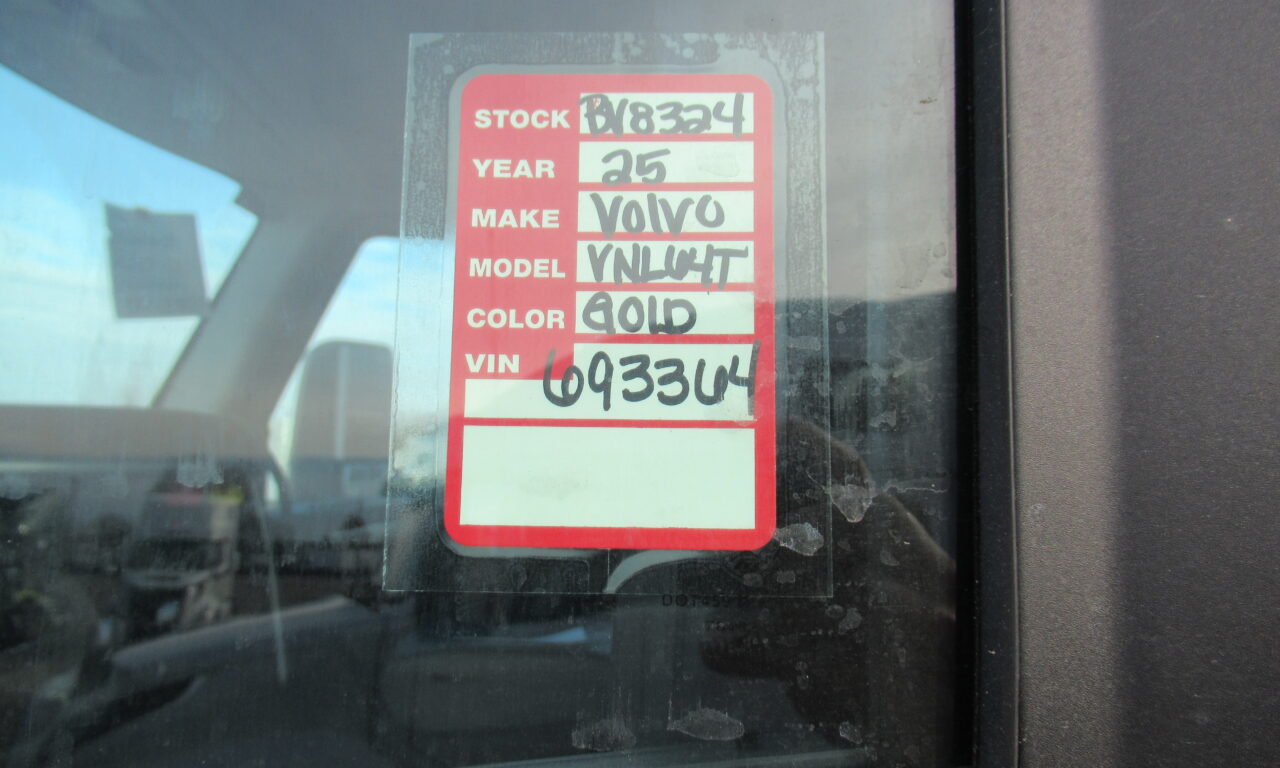 STOCK BV8324
YEAR 25
MAKE VOLVO
MODEL VNL64T
COLOR GOLD
VIN 693364